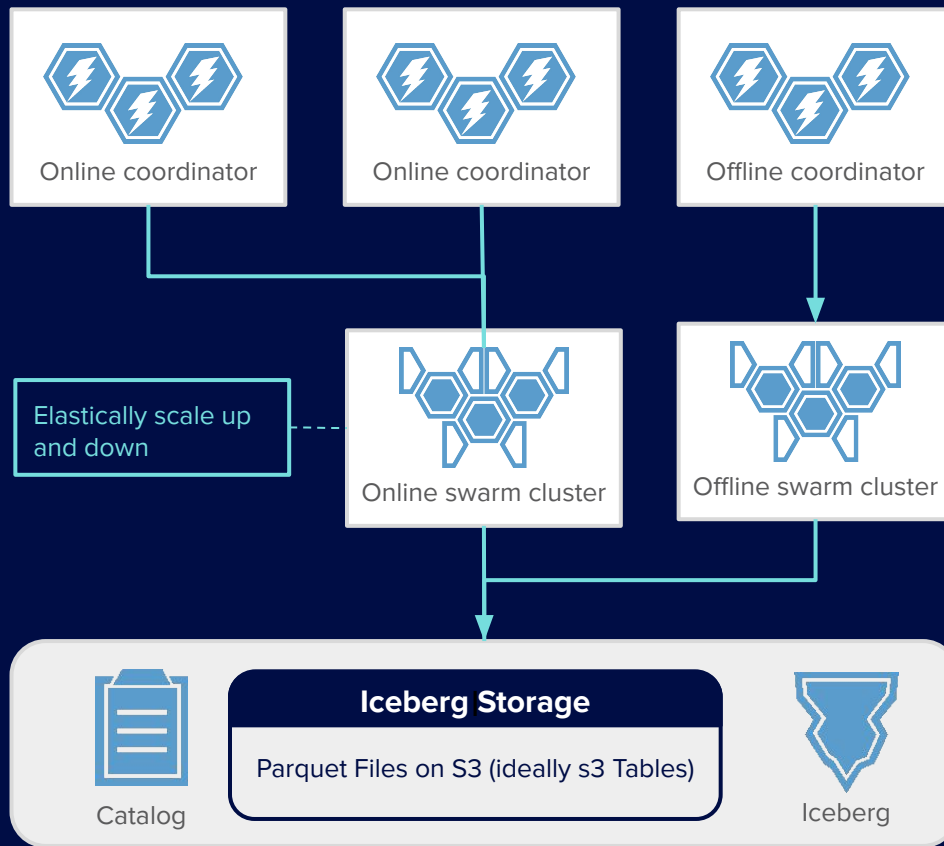 Online coordinator
Online coordinator
Offline coordinator
Elastically scale up
and down
Online swarm cluster
Offline swarm cluster
Iceberg Storage
Parquet Files on S3 (ideally s3 Tables)
Catalog
Iceberg